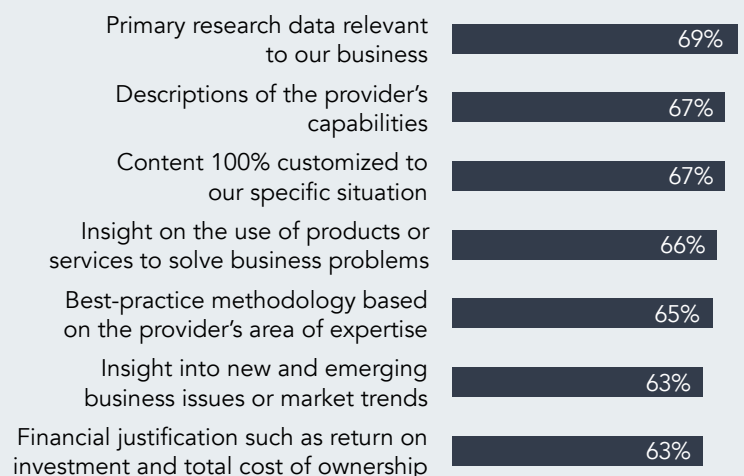 Primary research data relevant
to our business
69%
Descriptions of the provider’s
capabilities
67%
Content 100% customized to
our specific situation
67%
Insight on the use of products or
services to solve business problems
66%
Best-practice methodology based
on the provider’s area of expertise
65%
Insight into new and emerging
business issues or market trends
63%
Financial justification such as return on
investment and total cost of ownership
63%